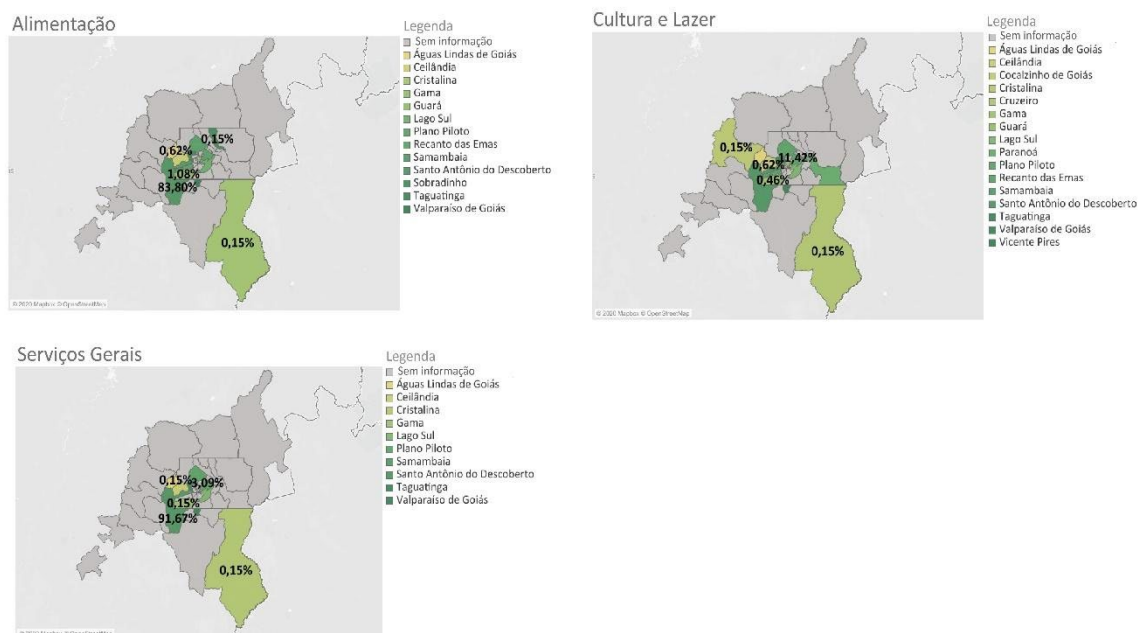 Alimentação
Legenda
Sem informação
Águas Lindas de Goiás
Ceilândia
Cristalina
Gama
Guará
Lago Sul
Plano Piloto
Recanto das Emas
Samambaia
Santo Antônio do Descoberto
Sobradinho
Taguatinga
Valparaíso de Goiás
0,15%
0,62%
1,08%
83,80%
0,15%
© 2020 Mapbox © OpenStreetMap
Cultura e Lazer
Legenda
Sem informação
Águas Lindas de Goiás
Ceilândia
Cocalzinho de Goiás
Cristalina
Cruzeiro
Gama
Guará
Lago Sul
Paranoá
Plano Piloto
Recanto das Emas
Samambaia
Santo Antônio do Descoberto
Taguatinga
Valparaíso de Goiás
Vicente Pires
0,15%
11,42%
0,62%
0,46%
0,15%
© 2020 Mapbox © OpenStreetMap
Serviços Gerais
Legenda
Sem informação
Águas Lindas de Goiás
Ceilândia
Cristalina
Gama
Lago Sul
Plano Piloto
Samambaia
Santo Antônio do Descoberto
Taguatinga
Valparaíso de Goiás
0,15%
3,09%
0,15%
91,67%
0,15%